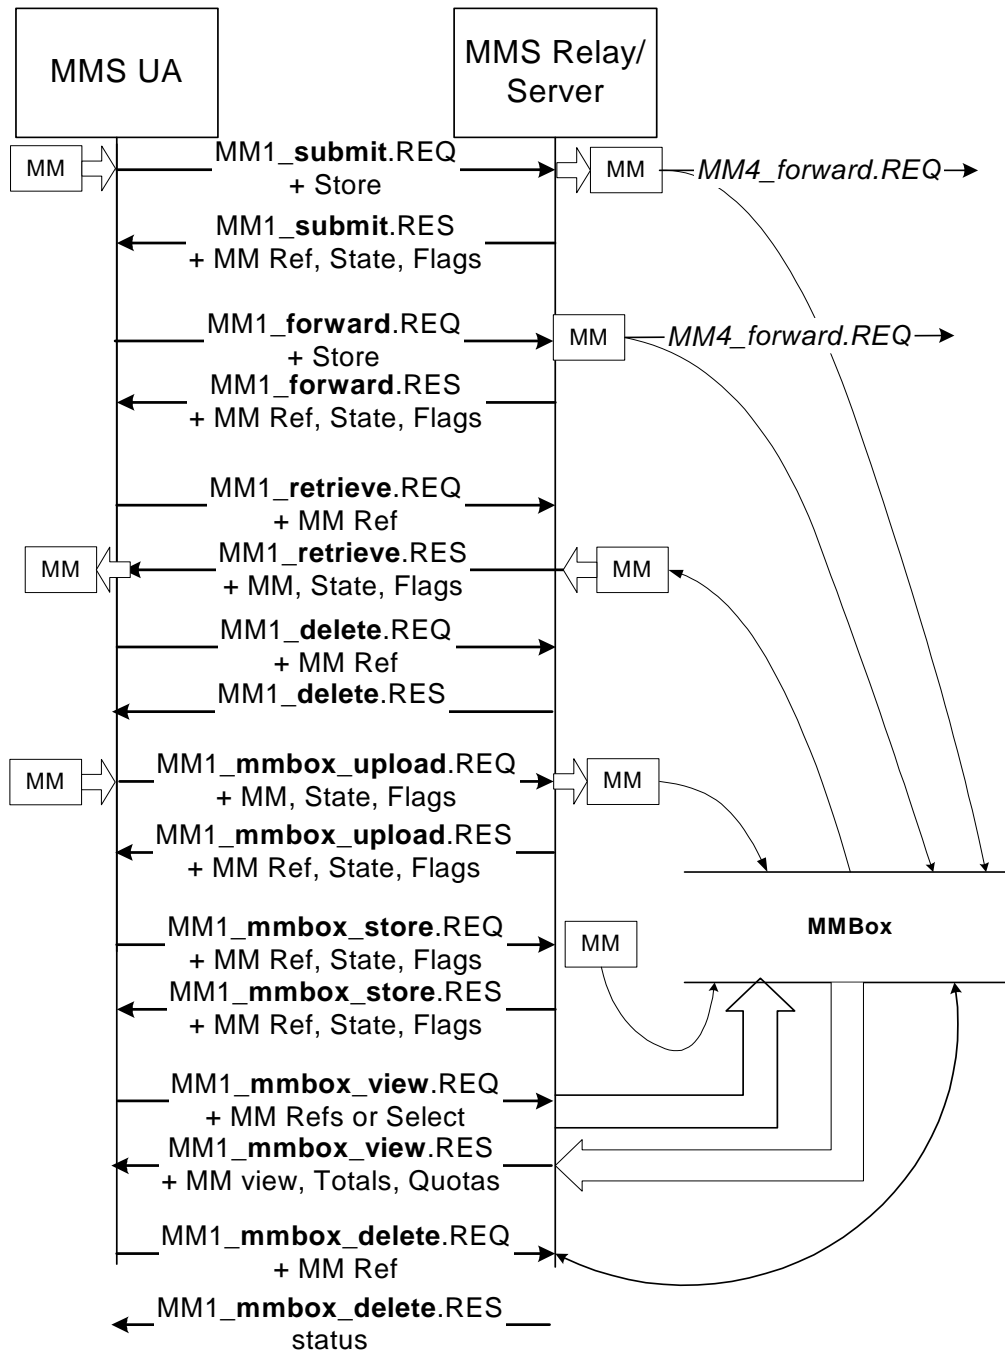 MMS UA
MMS Relay/
Server
MM
MM1_submit.REQ
+ Store
MM
MM4_forward.REQ
MM1_submit.RES
+ MM Ref, State, Flags
MM1_forward.REQ
+ Store
MM
MM4_forward.REQ
MM1_forward.RES
+ MM Ref, State, Flags
MM1_retrieve.REQ
+ MM Ref
MM
MM1_retrieve.RES
+ MM, State, Flags
MM
MM1_delete.REQ
+ MM Ref
MM1_delete.RES
MM
MM1_mmbox_upload.REQ
+ MM, State, Flags
MM
MM1_mmbox_upload.RES
+ MM Ref, State, Flags
MMBox
MM1_mmbox_store.REQ
+ MM Ref, State, Flags
MM
MM1_mmbox_store.RES
+ MM Ref, State, Flags
MM1_mmbox_view.REQ
+ MM Refs or Select
MM1_mmbox_view.RES
+ MM view, Totals, Quotas
MM1_mmbox_delete.REQ
+ MM Ref
MM1_mmbox_delete.RES
status